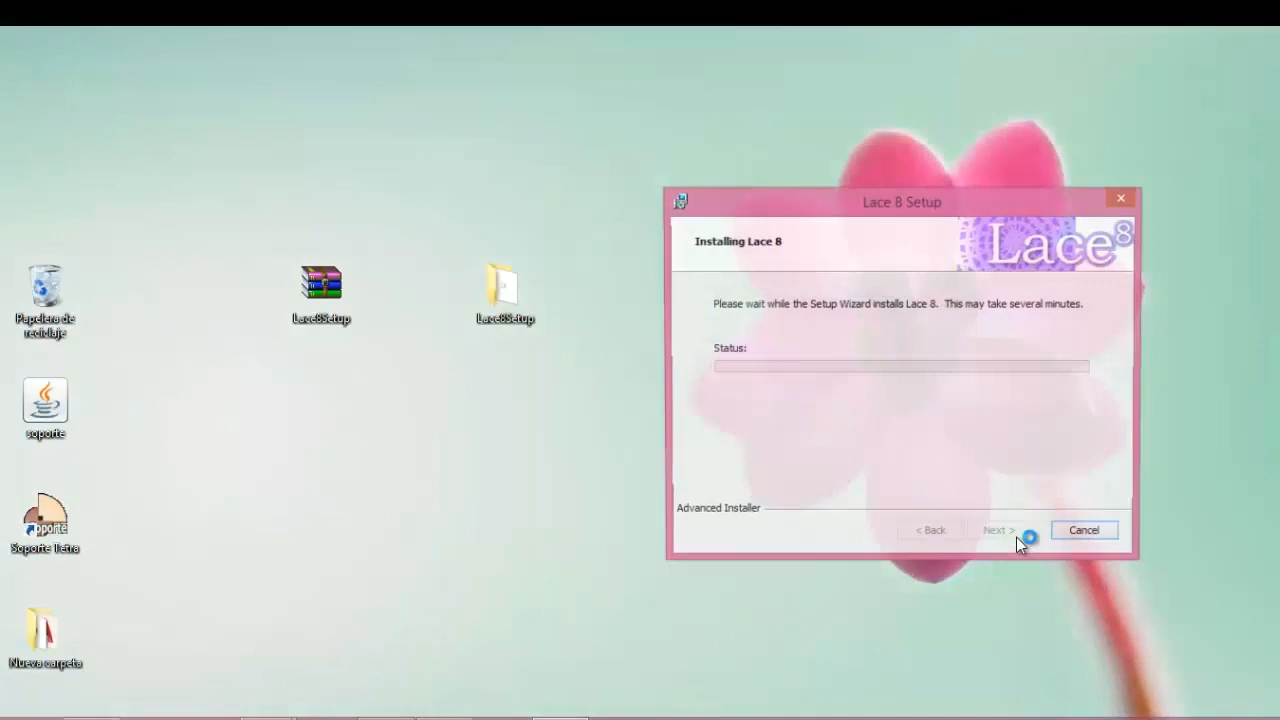 Lace 8 Setup
Installing Lace 8
Lace8
Please wait while the Setup Wizard installs Lace 8. This may take several minutes.
Status:
Advanced Installer
< Back
Next >
Cancel
Papelera de
reciclaje
Lace8Setup
Lace8Setup
soporte
Soporte Tetra
Nueva carpeta